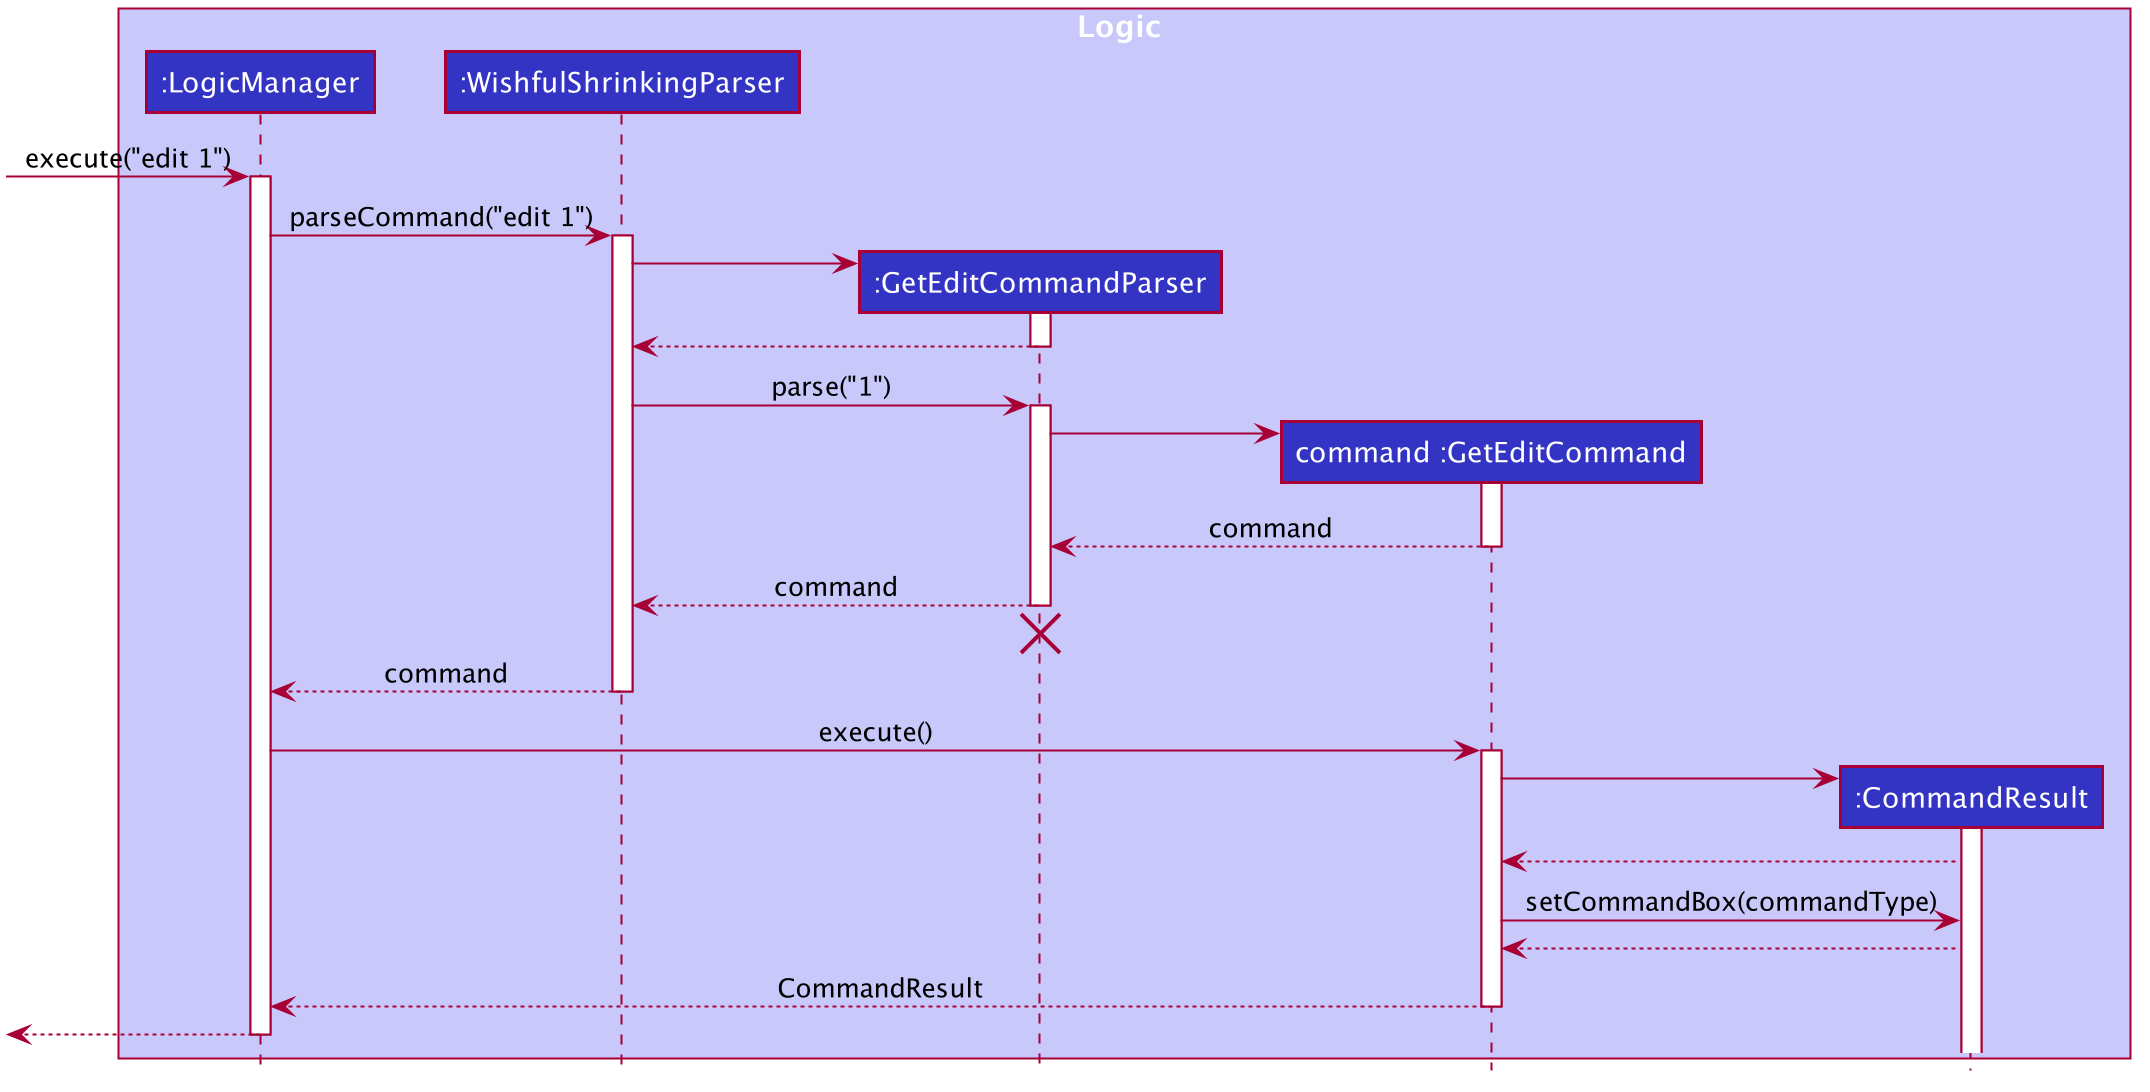 Logic
:LogicManager
:WishfulShrinkingParser
execute("edit 1")
parseCommand("edit 1")
:GetEditCommandParser
parse("1")
command :GetEditCommand
command
command
command
execute()
:CommandResult
setCommandBox(commandType)
CommandResult